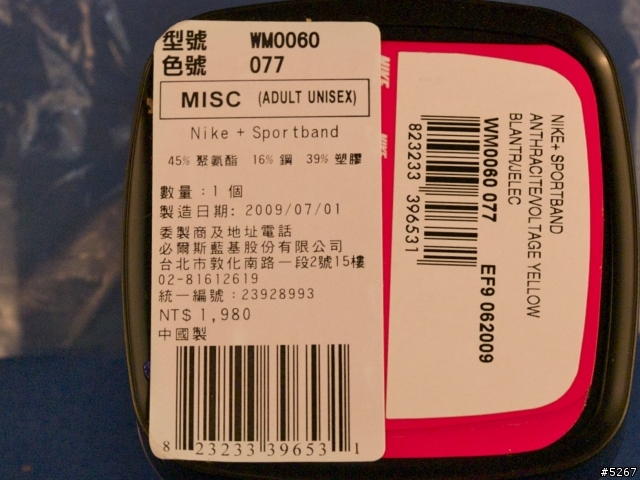 型號 WM0060
色號 077
MISC (ADULT UNISEX)
Nike + Sportband
45% 聚氨酯 16% 鋼 39% 塑膠
數量：1 個
製造日期: 2009/07/01
委製商及地址電話
必爾斯藍基股份有限公司
台北市敦化南路一段2號15樓
02-81612619
統一編號：23928993
NT$ 1,980
中國製
8 23233 39653 1
NIKE
NIKE
NIKE+ SPORTBAND
ANTHRACITE/VOLTAGE YELLOW
BLANTR/JELEC
WM0060 077 EF9 062009
823233 396531
#5267